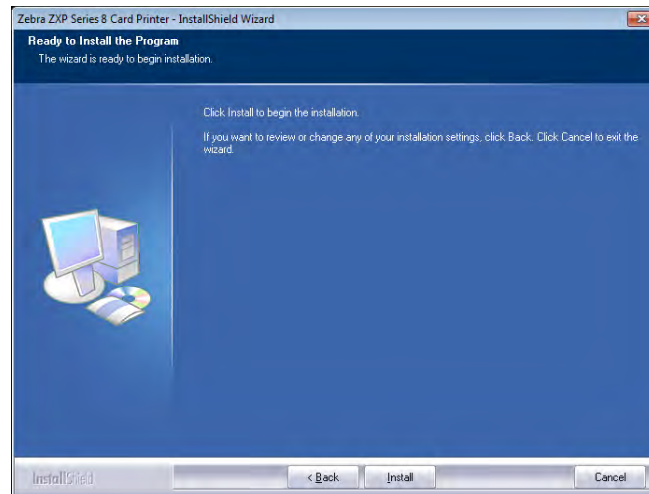 Zebra ZXP Series 8 Card Printer - InstallShield Wizard
Ready to Install the Program
The wizard is ready to begin installation.
Click Install to begin the installation.
If you want to review or change any of your installation settings, click Back. Click Cancel to exit the
wizard.
InstallShield
< Back
Install
Cancel